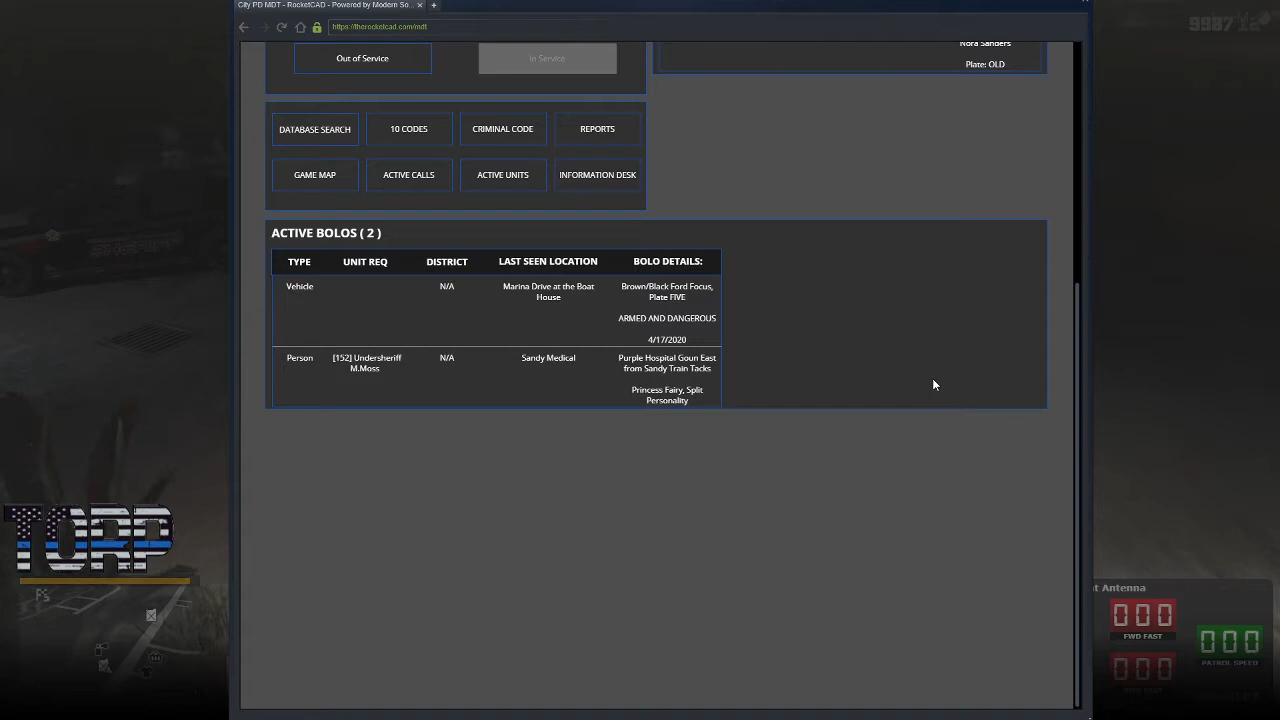 City PD MDT - RocketCAD - Powered by Modern So...
9987
https://therocketcad.com/mdt
Nora Sanders
Out of Service
In Service
Plate: OLD
DATABASE SEARCH
10 CODES
CRIMINAL CODE
REPORTS
GAME MAP
ACTIVE CALLS
ACTIVE UNITS
INFORMATION DESK
ACTIVE BOLOS ( 2 )
TYPE UNIT REQ DISTRICT LAST SEEN LOCATION BOLO DETAILS:
Vehicle N/A Marina Drive at the Boat Brown/Black Ford Focus,
House Plate FIVE
ARMED AND DANGEROUS
4/17/2020
Person [152] Undersheriff N/A Sandy Medical Purple Hospital Goun East
M.Moss from Sandy Train Tacks
Princess Fairy, Split
Personality
TORP
t Antenna
000
FWD FAST
000
PATROL SPEED
000